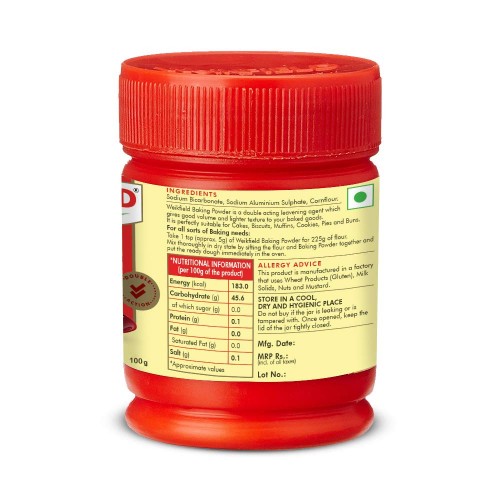 D
INGREDIENTS
Sodium Bicarbonate, Sodium Aluminium Sulphate, Cornflour.
Weikfield Baking Powder is a double acting leavening agent which
gives good volume and lighter texture to your baked goods.
It is perfectly suitable for Cakes, Biscuits, Muffins, Cookies, Pies and Buns.
For all sorts of Baking needs:
Take 1 tsp (approx. 5g) of Weikfield Baking Powder for 225g of flour.
Mix thoroughly in dry state by sifting the flour and Baking Powder together and
put the ready dough immediately in the oven.
*NUTRITIONAL INFORMATION
(per 100g of the product)
Energy (kcal) 183.0
Carbohydrate (g) 45.6
of which sugar (g) 0.0
Protein (g) 0.1
Fat (g) 0.0
Saturated Fat (g) 0.0
Salt (g) 0.1
*Approximate values
ALLERGY ADVICE
This product is manufactured in a factory
that uses Wheat Products (Gluten), Milk
Solids, Nuts and Mustard.
STORE IN A COOL,
DRY AND HYGIENIC PLACE
Do not buy if the jar is leaking or is
tampered with. Once opened, keep the
lid of the jar tightly closed.
Mfg. Date:
MRP Rs.:
(incl. of all taxes)
Lot No.:
ACTION
100g